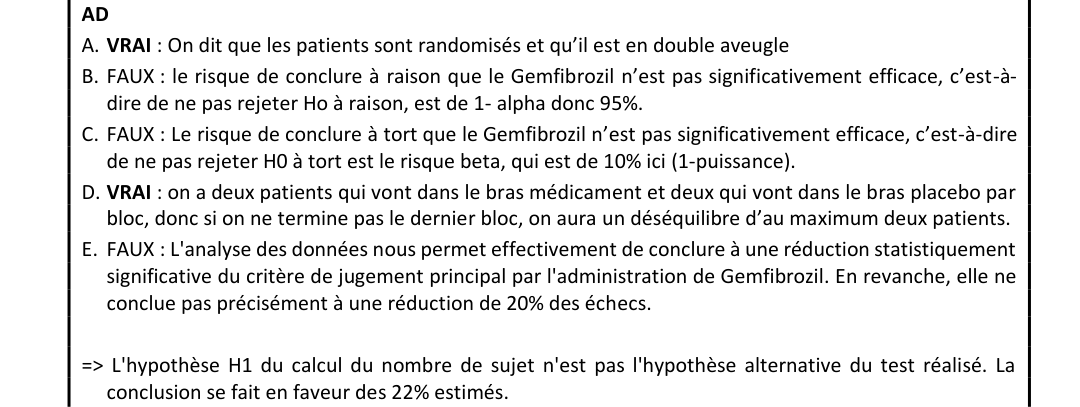 AD
A. VRAI : On dit que les patients sont randomisés et qu’il est en double aveugle
B. FAUX : le risque de conclure à raison que le Gemfibrozil n’est pas significativement efficace, c’est-à-
dire de ne pas rejeter Ho à raison, est de 1- alpha donc 95%.
C. FAUX : Le risque de conclure à tort que le Gemfibrozil n’est pas significativement efficace, c’est-à-dire
de ne pas rejeter H0 à tort est le risque beta, qui est de 10% ici (1-puissance).
D. VRAI : on a deux patients qui vont dans le bras médicament et deux qui vont dans le bras placebo par
bloc, donc si on ne termine pas le dernier bloc, on aura un déséquilibre d’au maximum deux patients.
E. FAUX : L'analyse des données nous permet effectivement de conclure à une réduction statistiquement
significative du critère de jugement principal par l'administration de Gemfibrozil. En revanche, elle ne
conclue pas précisément à une réduction de 20% des échecs.
=> L'hypothèse H1 du calcul du nombre de sujet n'est pas l'hypothèse alternative du test réalisé. La
conclusion se fait en faveur des 22% estimés.